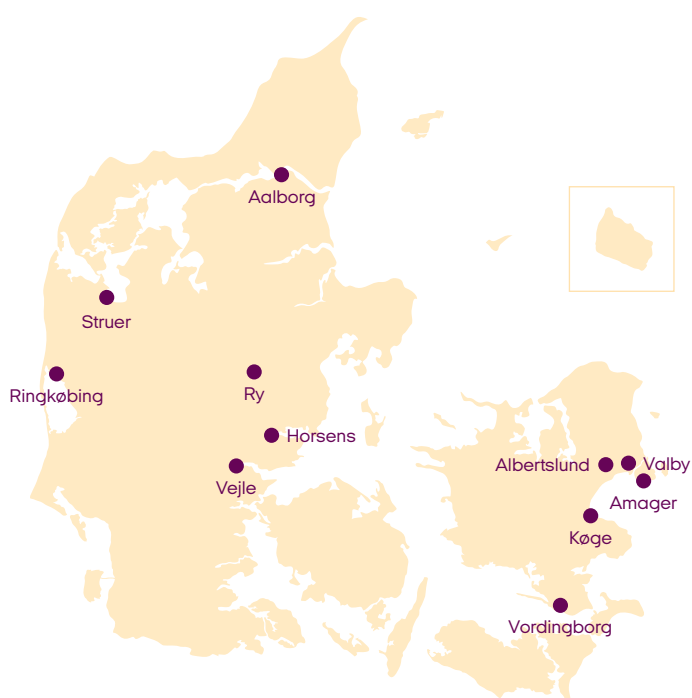 Aalborg
Struer
Ringkøbing
Ry
Horsens
Vejle
Albertslund
Valby
Amager
Køge
Vordingborg